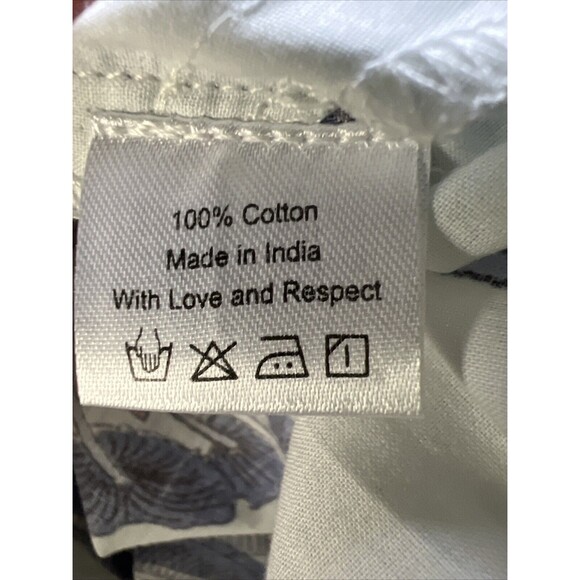 100% Cotton
Made in India
With Love and Respect